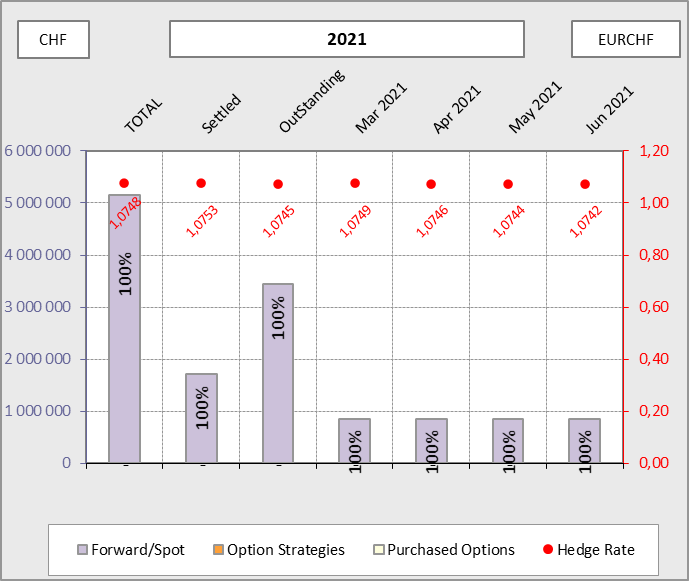 CHF
2021
EURCHF
TOTAL
Settled
OutStanding
Mar 2021
Apr 2021
May 2021
Jun 2021
6 000 000
5 000 000
4 000 000
3 000 000
2 000 000
1 000 000
0
1,20
1,00
0,80
0,60
0,40
0,20
0,00
1,0748
1,0753
1,0745
1,0749
1,0746
1,0744
1,0742
100%
100%
100%
100%
100%
100%
100%
-
-
-
Forward/Spot
Option Strategies
Purchased Options
Hedge Rate